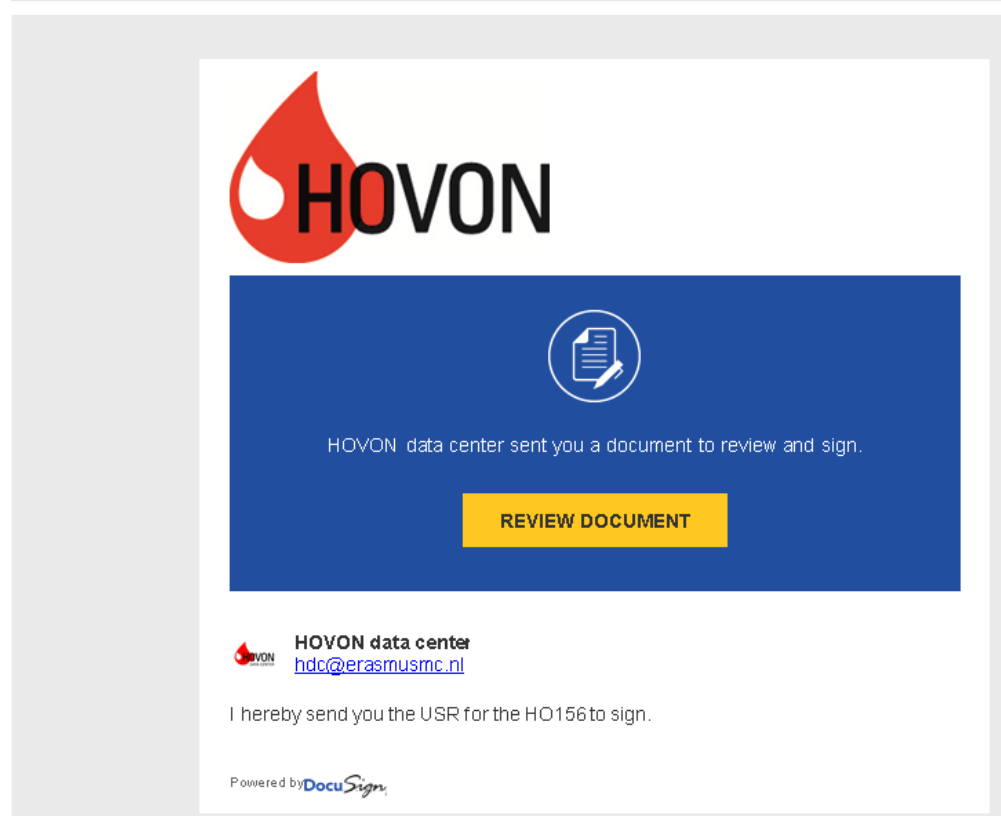 HOVON
HOVON data center sent you a document to review and sign.
REVIEW DOCUMENT
HOVON
HOVON data center
hdc@erasmusmc.nl
I hereby send you the USR for the HO156 to sign.
Powered by DocuSign